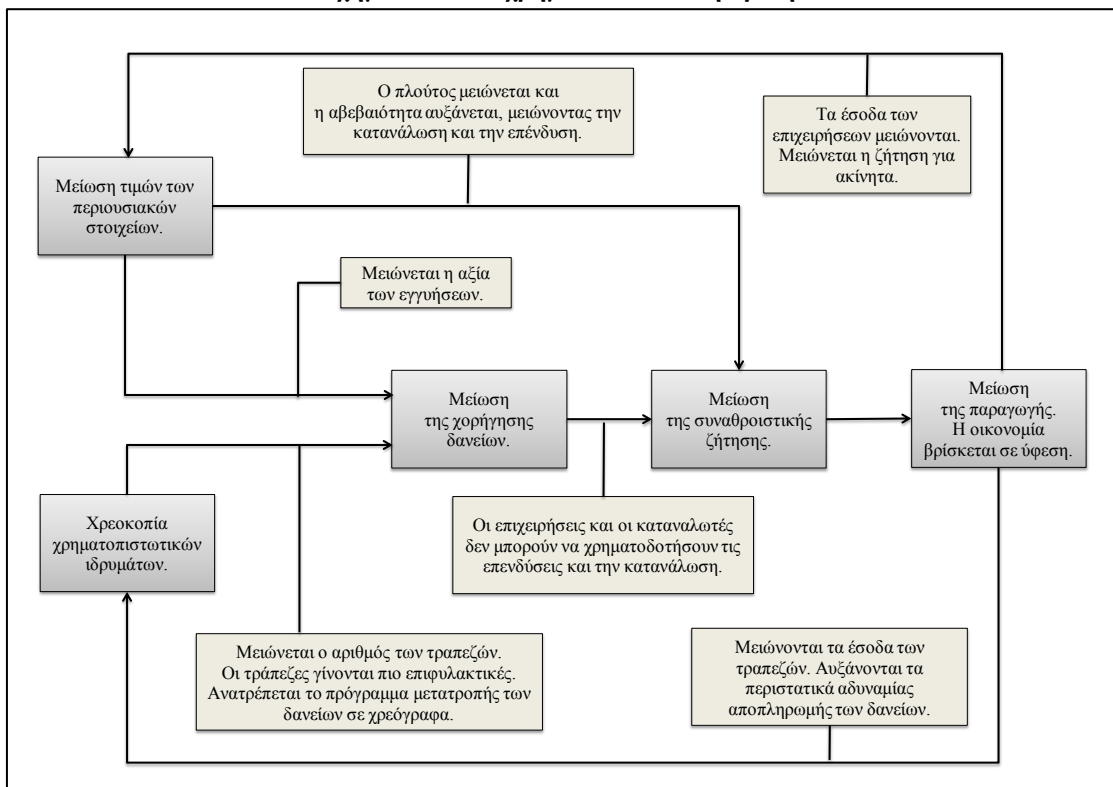 Ο πλούτος μειώνεται και
η αβεβαιότητα αυξάνεται, μειώνοντας την
κατανάλωση και την επένδυση.
Τα έσοδα των
επιχειρήσεων μειώνονται.
Μειώνεται η ζήτηση για
ακίνητα.
Μείωση τιμών των
περιουσιακών
στοιχείων.
Μειώνεται η αξία
των εγγυήσεων.
Μείωση
της χορήγησης
δανείων.
Μείωση
της συναθροιστικής
ζήτησης.
Μείωση
της παραγωγής.
Η οικονομία
βρίσκεται σε ύφεση.
Χρεοκοπία
χρηματοπιστωτικών
ιδρυμάτων.
Οι επιχειρήσεις και οι καταναλωτές
δεν μπορούν να χρηματοδοτήσουν τις
επενδύσεις και την κατανάλωση.
Μειώνεται ο αριθμός των τραπεζών.
Οι τράπεζες γίνονται πιο επιφυλακτικές.
Ανατρέπεται το πρόγραμμα μετατροπής των
δανείων σε χρεόγραφα.
Μειώνονται τα έσοδα των
τραπεζών. Αυξάνονται τα
περιστατικά αδυναμίας
αποπληρωμής των δανείων.